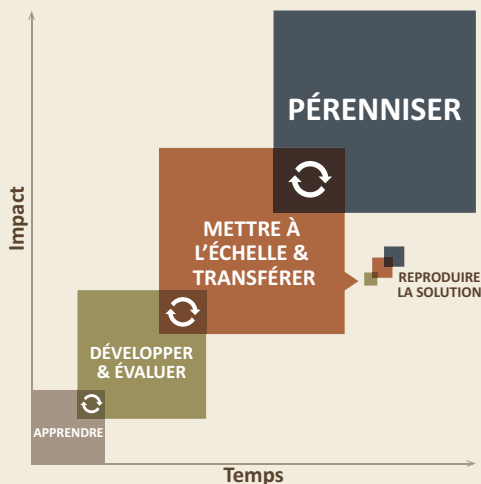 PÉRENNISER
METTRE À
L'ÉCHELLE &
TRANSFÉRER
REPRODUIRE
LA SOLUTION
DÉVELOPPER
& ÉVALUER
APPRENDRE
Impact
Temps